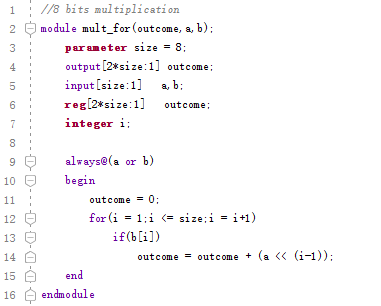 1 //8 bits multiplication
2 module mult_for(outcome,a,b);
3 parameter size = 8;
4 output[2*size:1] outcome;
5 input[size:1] a,b;
6 reg[2*size:1] outcome;
7 integer i;
8
9 always@(a or b)
10 begin
11 outcome = 0;
12 for(i = 1;i <= size;i = i+1)
13 if(b[i])
14 outcome = outcome + (a << (i-1));
15 end
16 endmodule